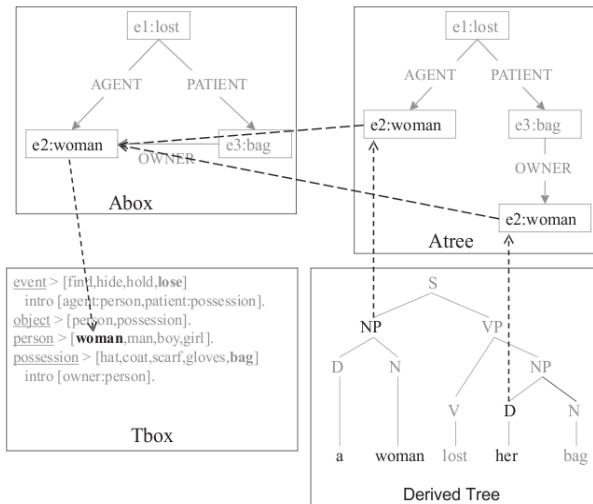 e1:lost
AGENT PATIENT
e2:woman e3:bag
OWNER
Abox
e1:lost
AGENT PATIENT
e2:woman e3:bag
OWNER
e2:woman
Atree
event > [find,hide,hold,lose]
intro [agent:person,patient:possession].
object > [person,possession].
person > [woman,man,boy,girl].
possession > [hat,coat,scarf,gloves,bag]
intro [owner:person].
Tbox
S
NP VP
D N NP
V D N
a woman lost her bag
Derived Tree